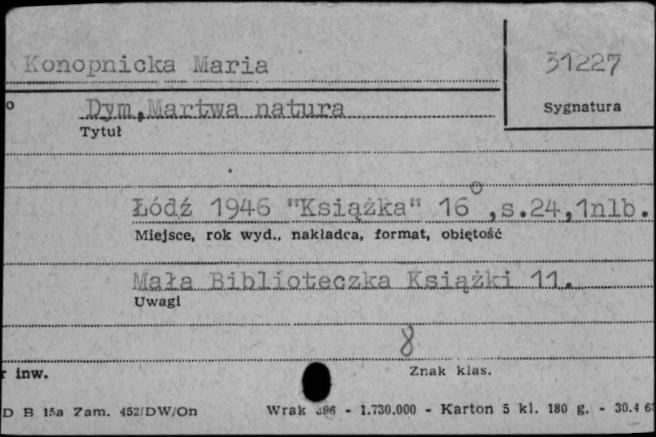 Konopnicka Maria
31227
Sygnatura
o
Dym,Martwa natura
Tytuł
Łódź 1946 "Książka" 16o,s.24,1nlb.
Miejsce, rok wyd., nakładca, format, objętość
Mała Biblioteczka Książki 11.
Uwagi
8
r inw.
Znak klas.
D B 15a Zam. 452/DW/On
Wrak 396 - 1.730.000 - Karton 5 kl. 180 g. - 30.4